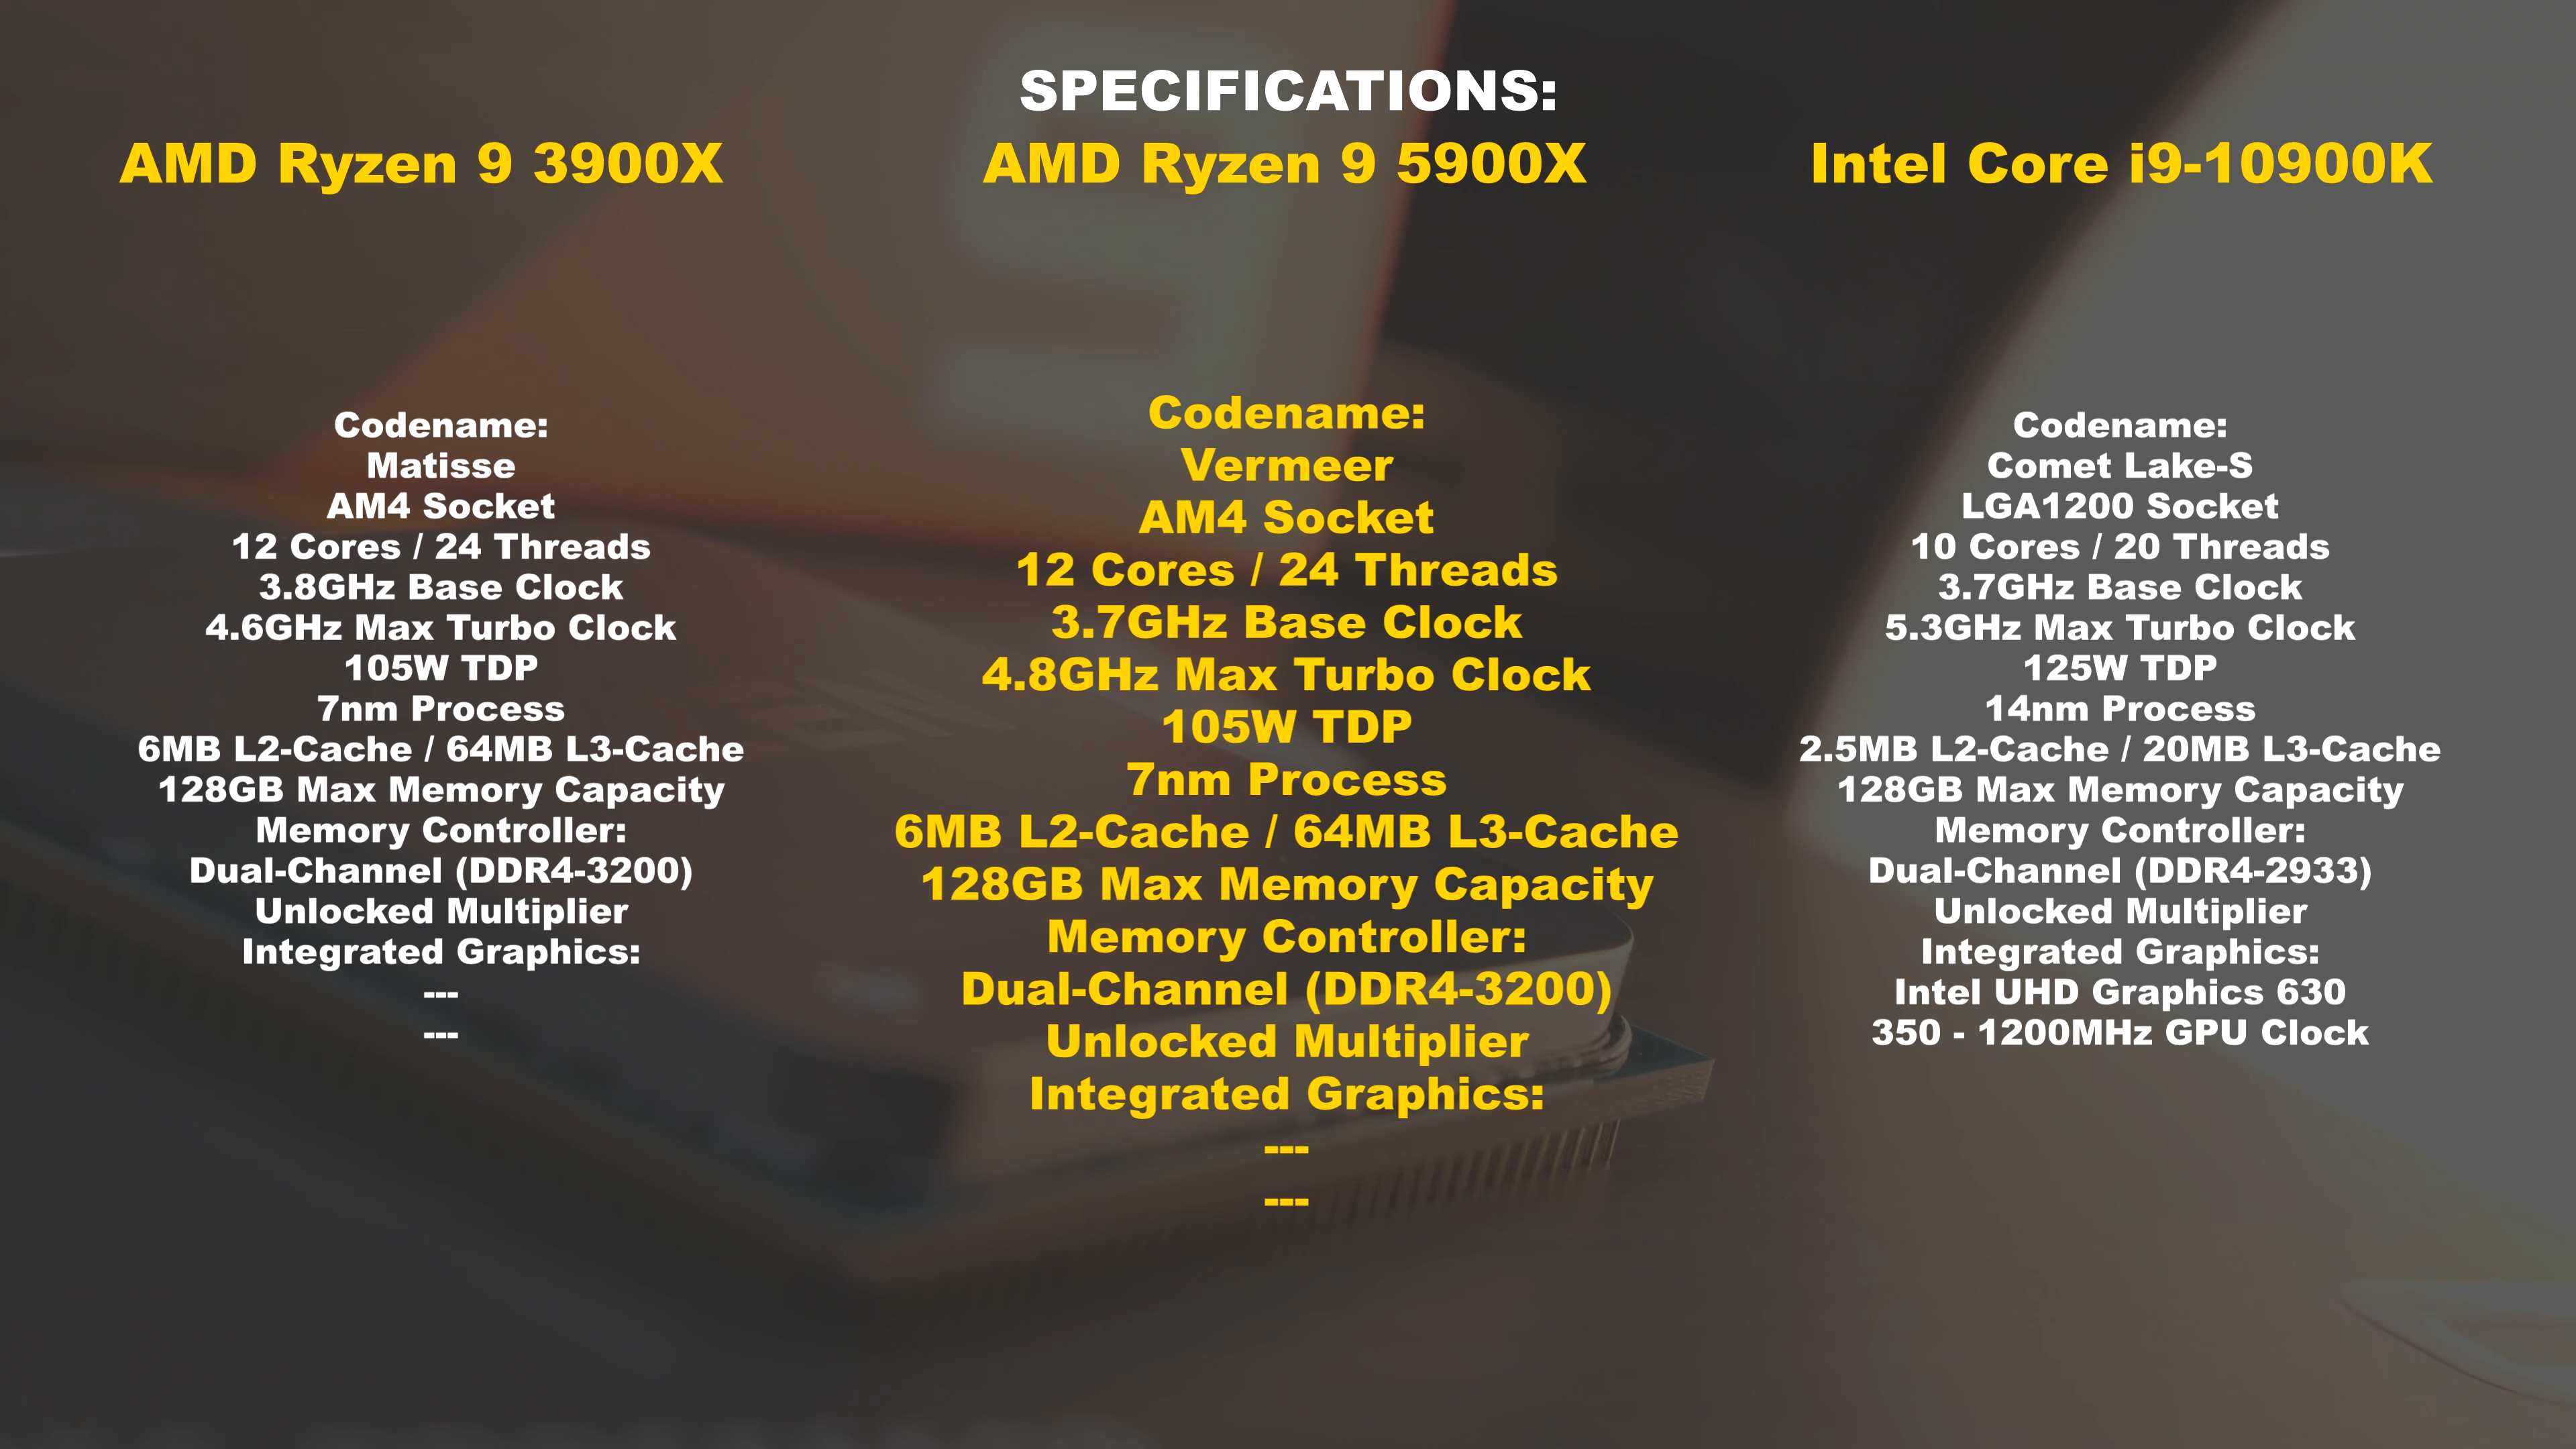 SPECIFICATIONS:
AMD Ryzen 9 3900X
AMD Ryzen 9 5900X
Intel Core i9-10900K
Codename:
Matisse
AM4 Socket
12 Cores / 24 Threads
3.8GHz Base Clock
4.6GHz Max Turbo Clock
105W TDP
7nm Process
6MB L2-Cache / 64MB L3-Cache
128GB Max Memory Capacity
Memory Controller:
Dual-Channel (DDR4-3200)
Unlocked Multiplier
Integrated Graphics:
---
---
Codename:
Vermeer
AM4 Socket
12 Cores / 24 Threads
3.7GHz Base Clock
4.8GHz Max Turbo Clock
105W TDP
7nm Process
6MB L2-Cache / 64MB L3-Cache
128GB Max Memory Capacity
Memory Controller:
Dual-Channel (DDR4-3200)
Unlocked Multiplier
Integrated Graphics:
---
---
Codename:
Comet Lake-S
LGA1200 Socket
10 Cores / 20 Threads
3.7GHz Base Clock
5.3GHz Max Turbo Clock
125W TDP
14nm Process
2.5MB L2-Cache / 20MB L3-Cache
128GB Max Memory Capacity
Memory Controller:
Dual-Channel (DDR4-2933)
Unlocked Multiplier
Integrated Graphics:
Intel UHD Graphics 630
350 - 1200MHz GPU Clock